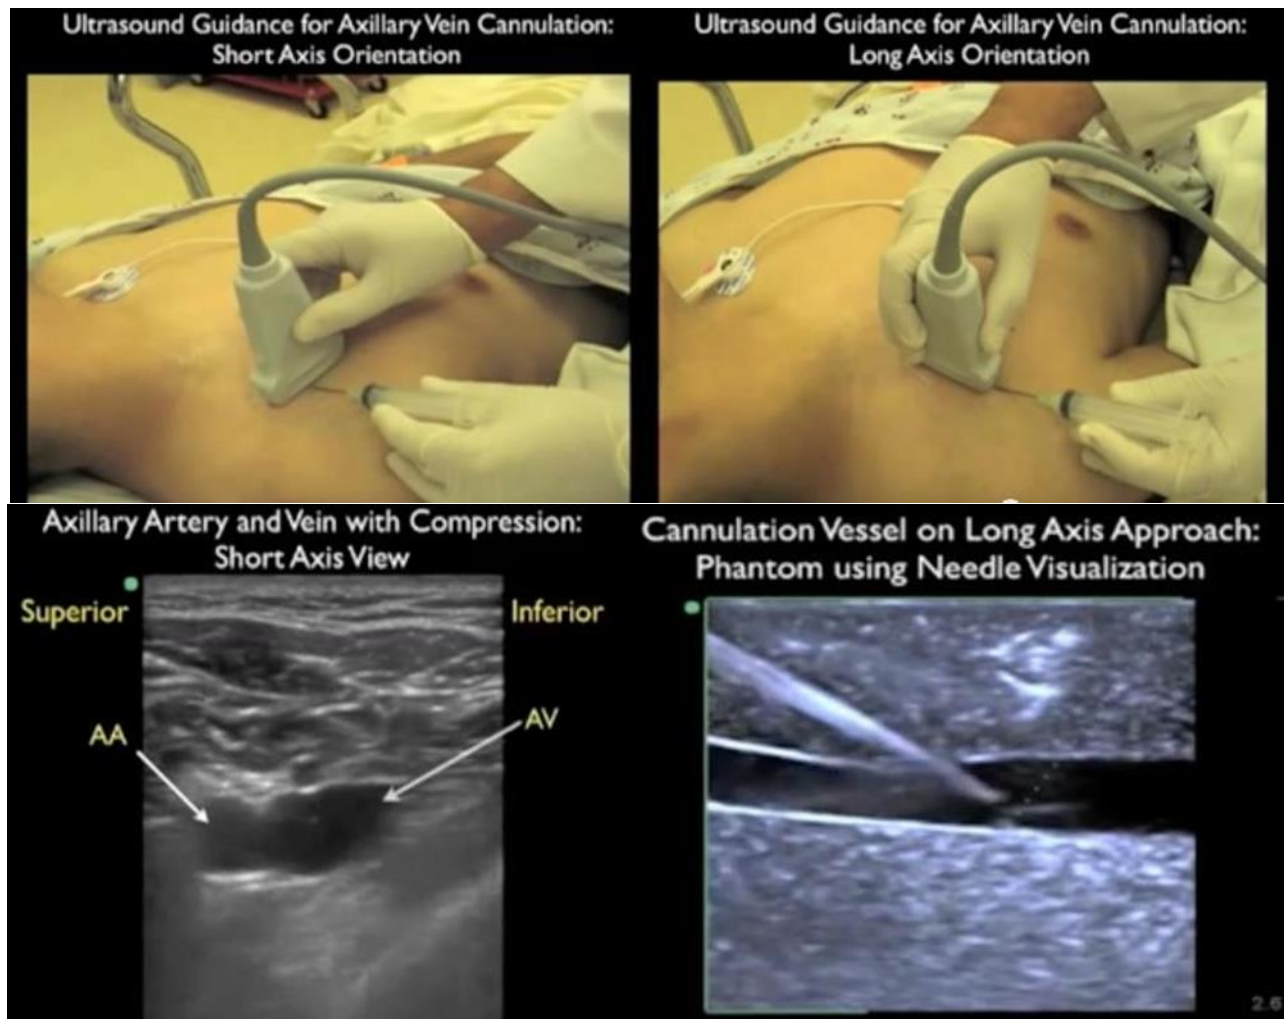 Ultrasound Guidance for Axillary Vein Cannulation:
Short Axis Orientation
Ultrasound Guidance for Axillary Vein Cannulation:
Long Axis Orientation
Axillary Artery and Vein with Compression:
Short Axis View
Superior
Inferior
AA
AV
Cannulation Vessel on Long Axis Approach:
Phantom using Needle Visualization
2.6